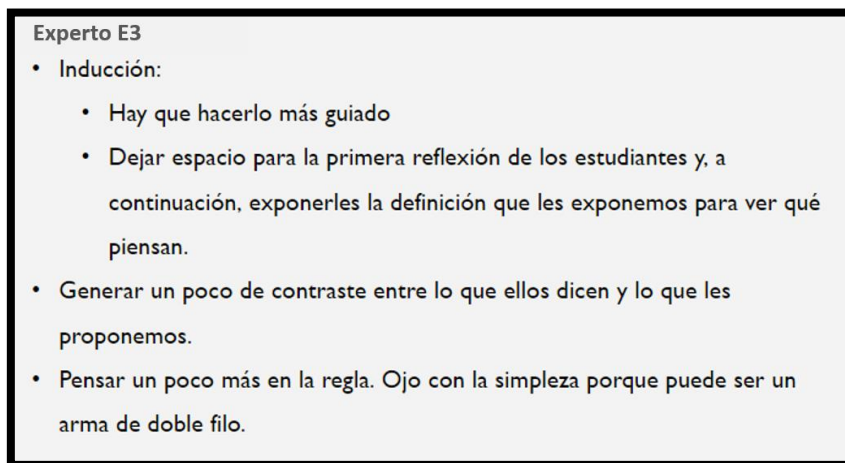 Experto E3
• Inducción:
• Hay que hacerlo más guiado
• Dejar espacio para la primera reflexión de los estudiantes y, a
continuación, exponerles la definición que les exponemos para ver qué
piensan.
• Generar un poco de contraste entre lo que ellos dicen y lo que les
proponemos.
• Pensar un poco más en la regla. Ojo con la simpleza porque puede ser un
arma de doble filo.